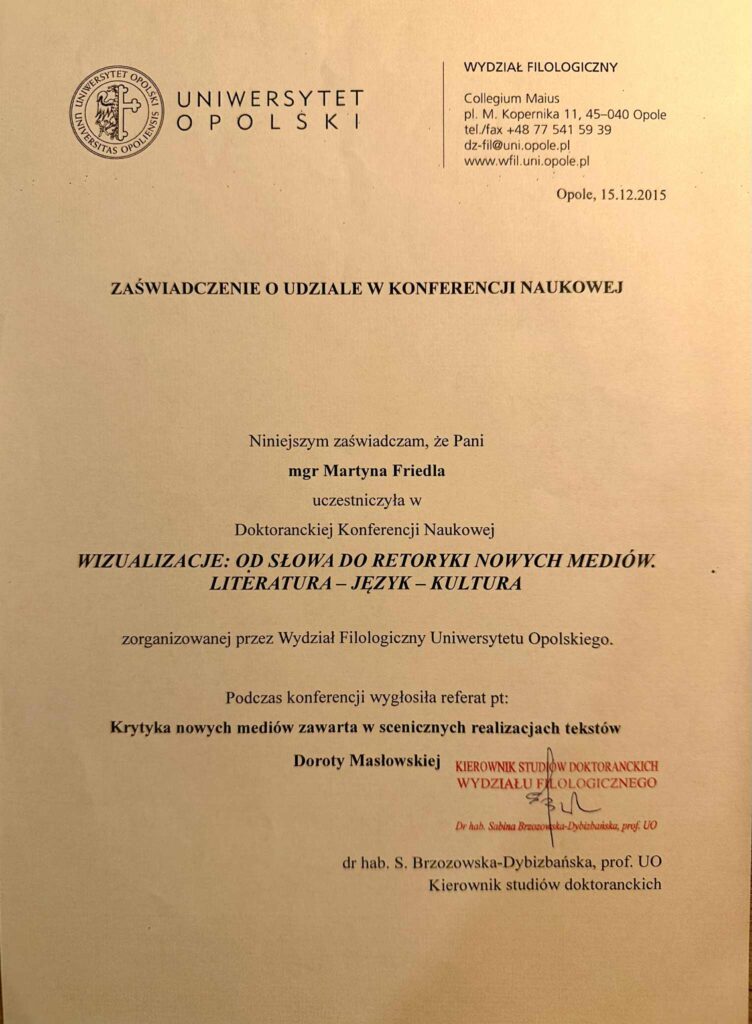 UNIWERSYTET OPOLSKI
UNIVERSITAS OPOLIENSIS
UNIWERSYTET
OPOLSKI
WYDZIAŁ FILOLOGICZNY
Collegium Maius
pl. M. Kopernika 11, 45–040 Opole
tel./fax +48 77 541 59 39
dz-fil@uni.opole.pl
www.wfil.uni.opole.pl
Opole, 15.12.2015
ZAŚWIADCZENIE O UDZIALE W KONFERENCJI NAUKOWEJ
Niniejszym zaświadczam, że Pani
mgr Martyna Friedla
uczestniczyła w
Doktoranckiej Konferencji Naukowej
WIZUALIZACJE: OD SŁOWA DO RETORYKI NOWYCH MEDIÓW.
LITERATURA – JĘZYK – KULTURA
zorganizowanej przez Wydział Filologiczny Uniwersytetu Opolskiego.
Podczas konferencji wygłosiła referat pt:
Krytyka nowych mediów zawarta w scenicznych realizacjach tekstów
Doroty Masłowskiej
KIEROWNIK STUDIÓW DOKTORANCKICH
WYDZIAŁU FILOLOGICZNEGO
Dr hab. Sabina Brzozowska-Dybizbańska, prof. UO
dr hab. S. Brzozowska-Dybizbańska, prof. UO
Kierownik studiów doktoranckich